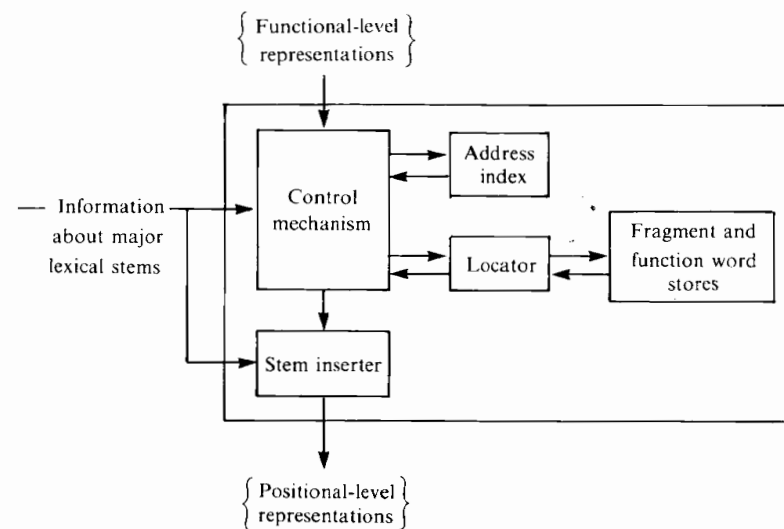 Functional-level
representations
Address
index
Control
mechanism
Information
about major
lexical stems
Locator
Fragment and
function word
stores
Stem inserter
Positional-level
representations